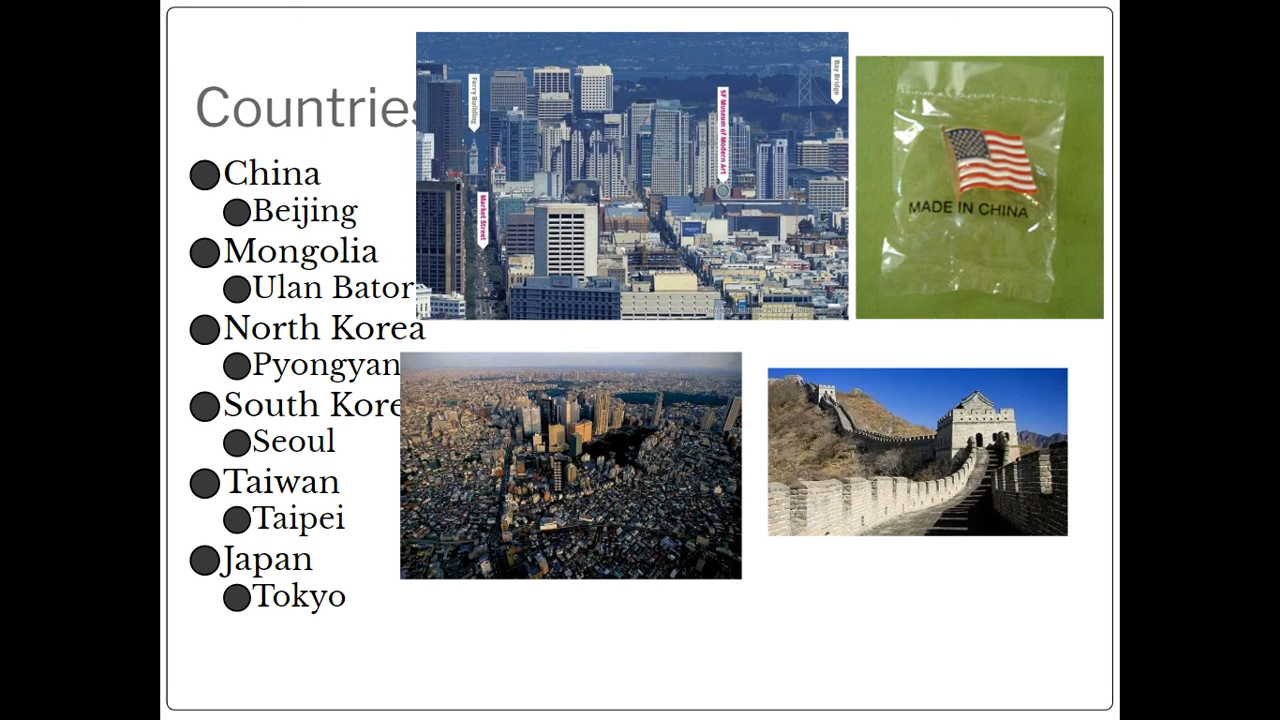 Countries
China
Beijing
Mongolia
Ulan Bator
North Korea
Pyongyan
South Kore
Seoul
Taiwan
Taipei
Japan
Tokyo
Ferry Building
Market Street
SF Museum of Modern Art
Bay Bridge
MADE IN CHINA